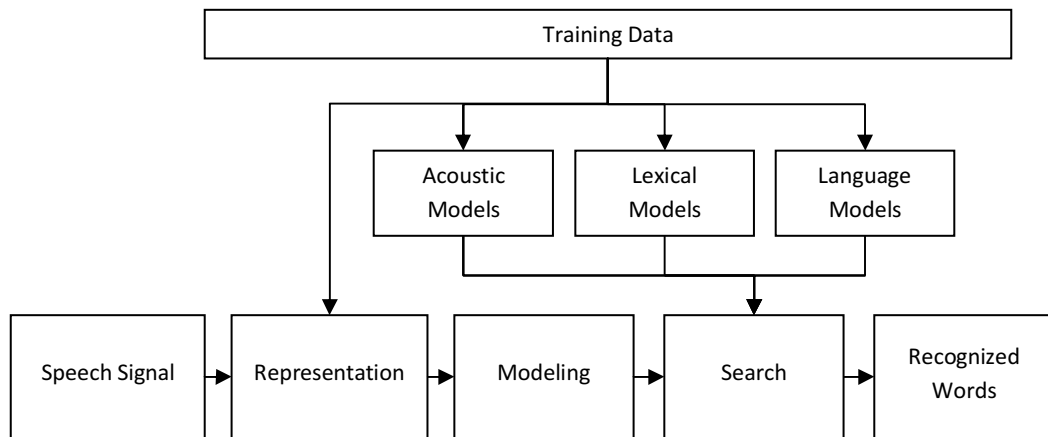 Training Data
Acoustic
Models
Lexical
Models
Language
Models
Speech Signal
Representation
Modeling
Search
Recognized
Words